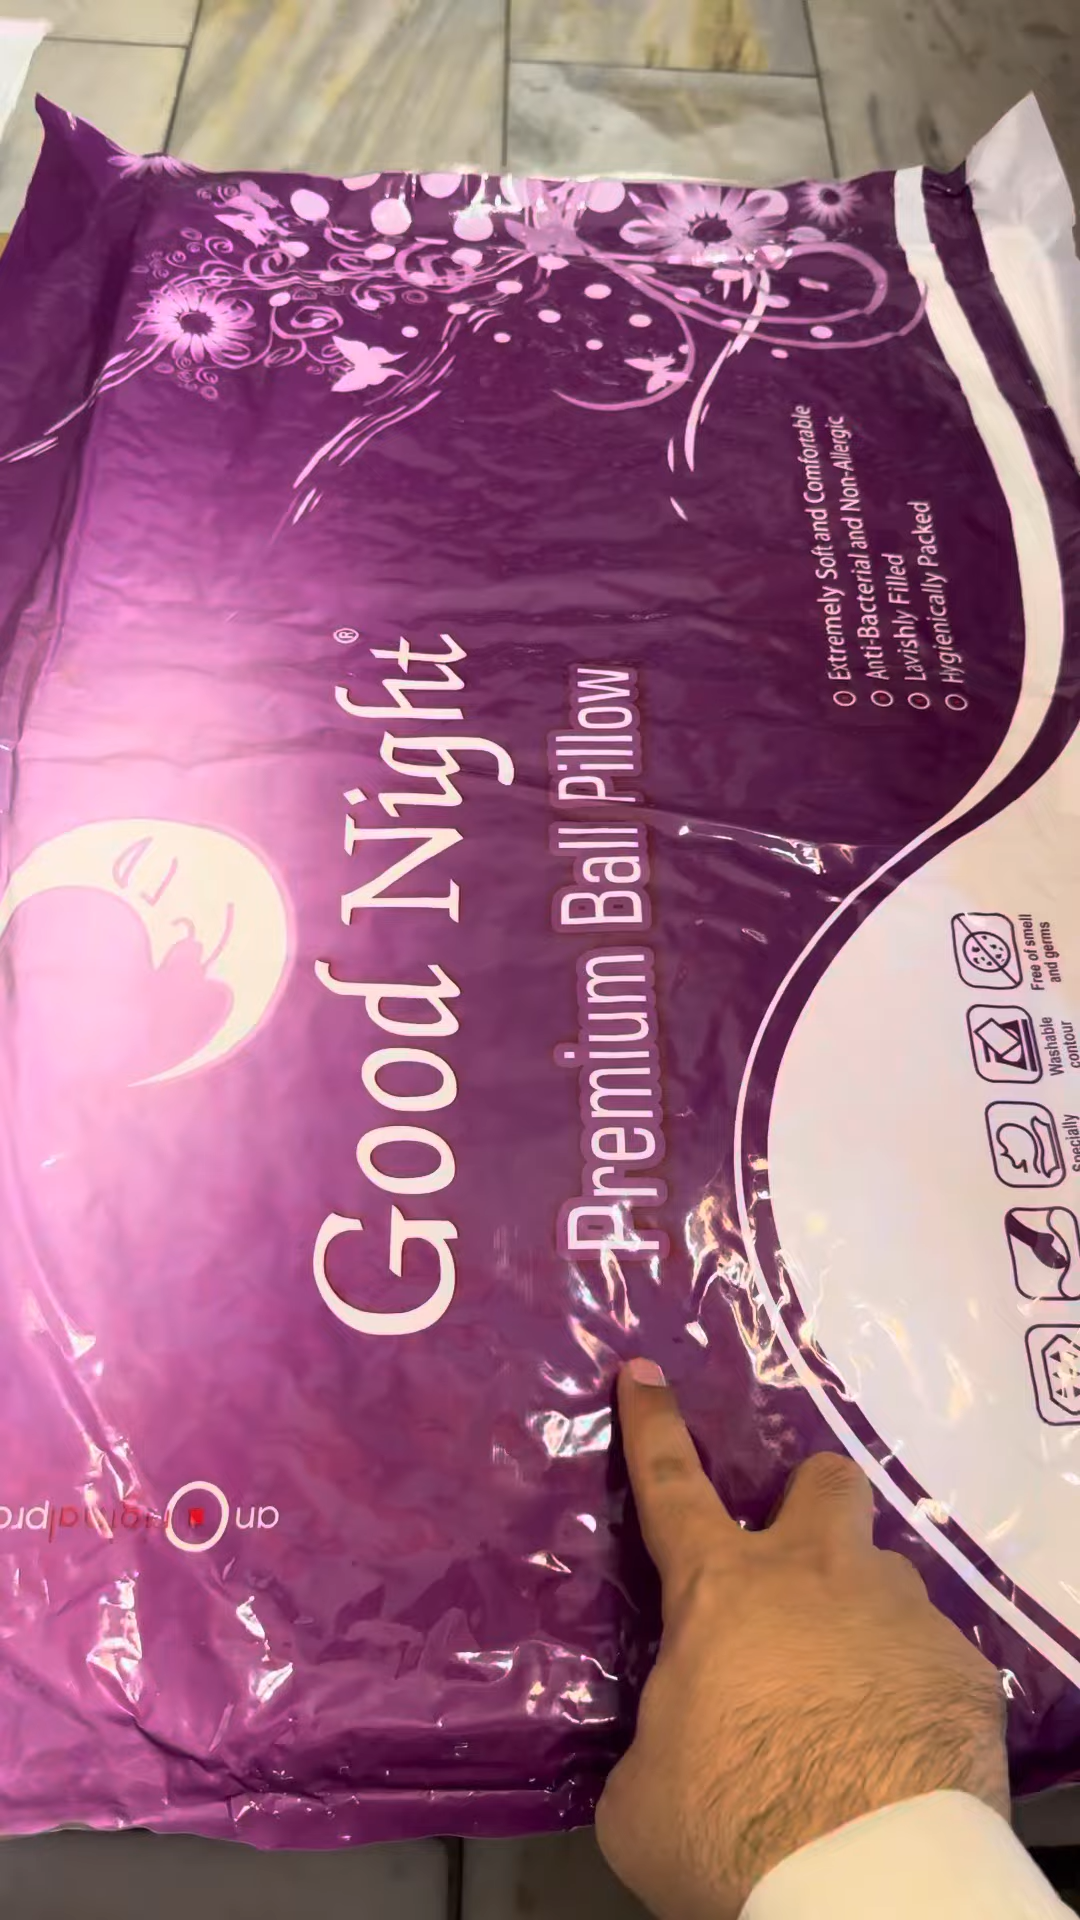 Good Night®
Premium Ball Pillow
Extremely Soft and Comfortable
Anti-Bacterial and Non-Allergic
Lavishly Filled
Hygienically Packed
Free of smell
and germs
Washable
contour
Specially
an